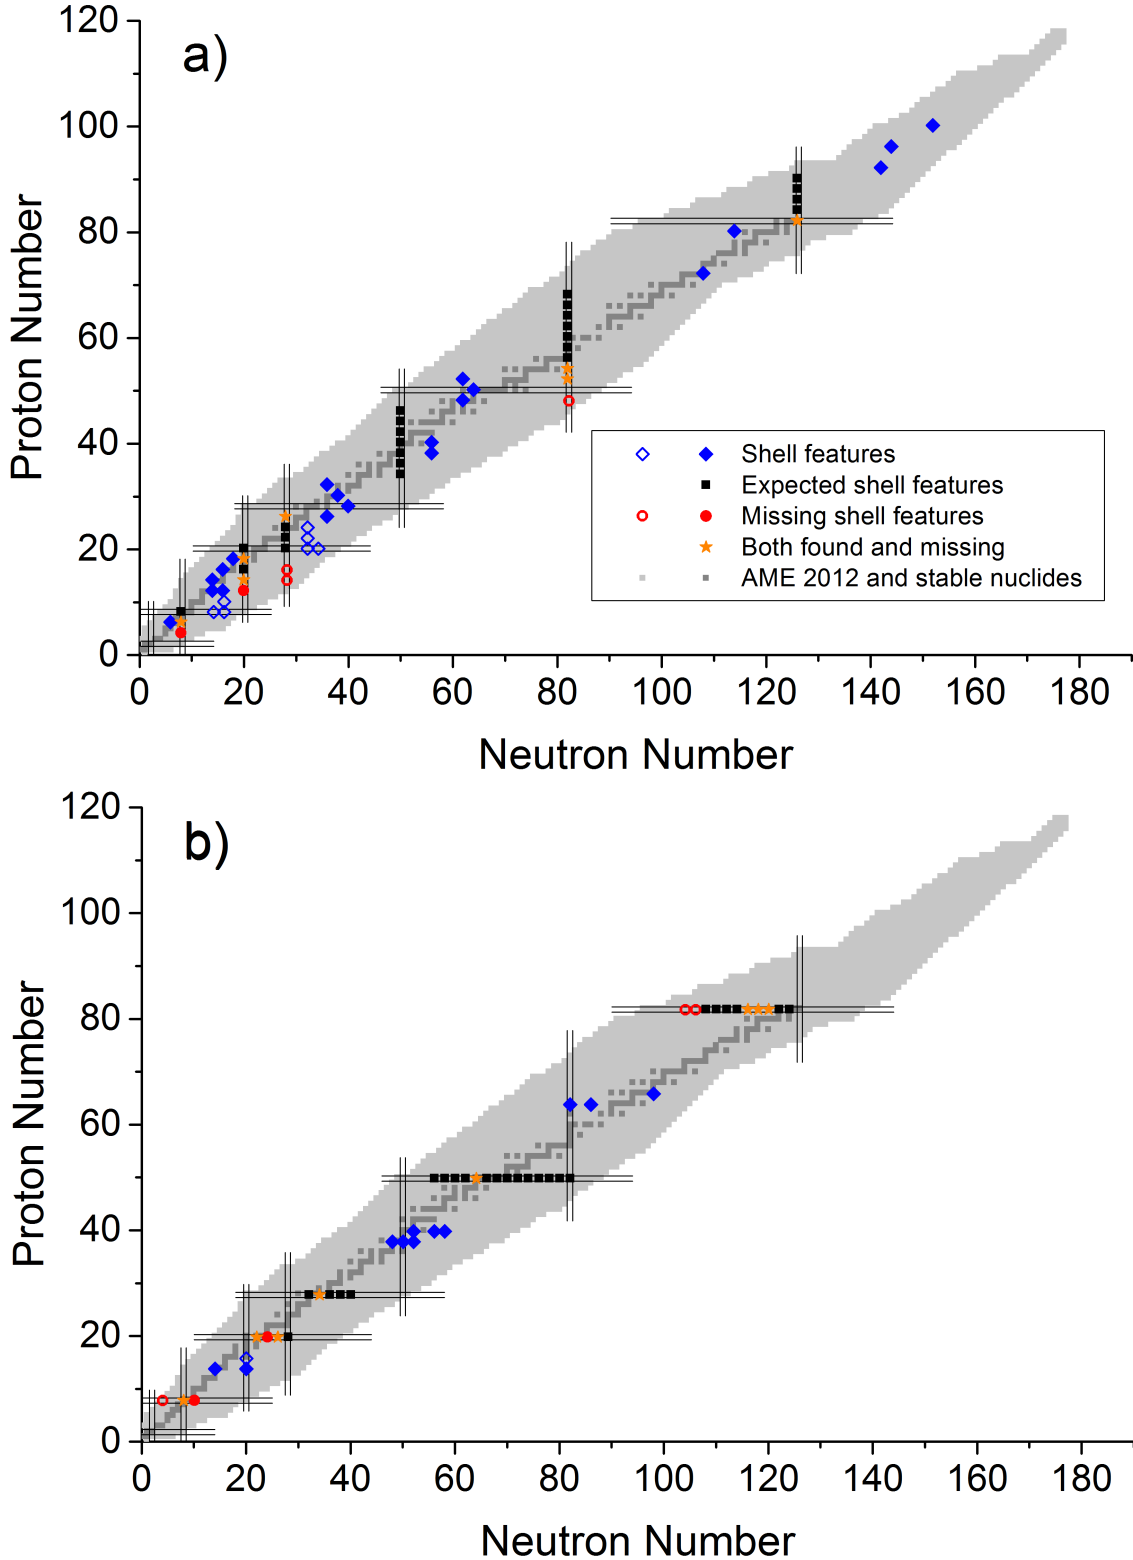 a)
120
100
80
60
40
20
0
Proton Number
Shell features
Expected shell features
Missing shell features
Both found and missing
AME 2012 and stable nuclides
0 20 40 60 80 100 120 140 160 180
Neutron Number
b)
120
100
80
60
40
20
0
Proton Number
0 20 40 60 80 100 120 140 160 180
Neutron Number